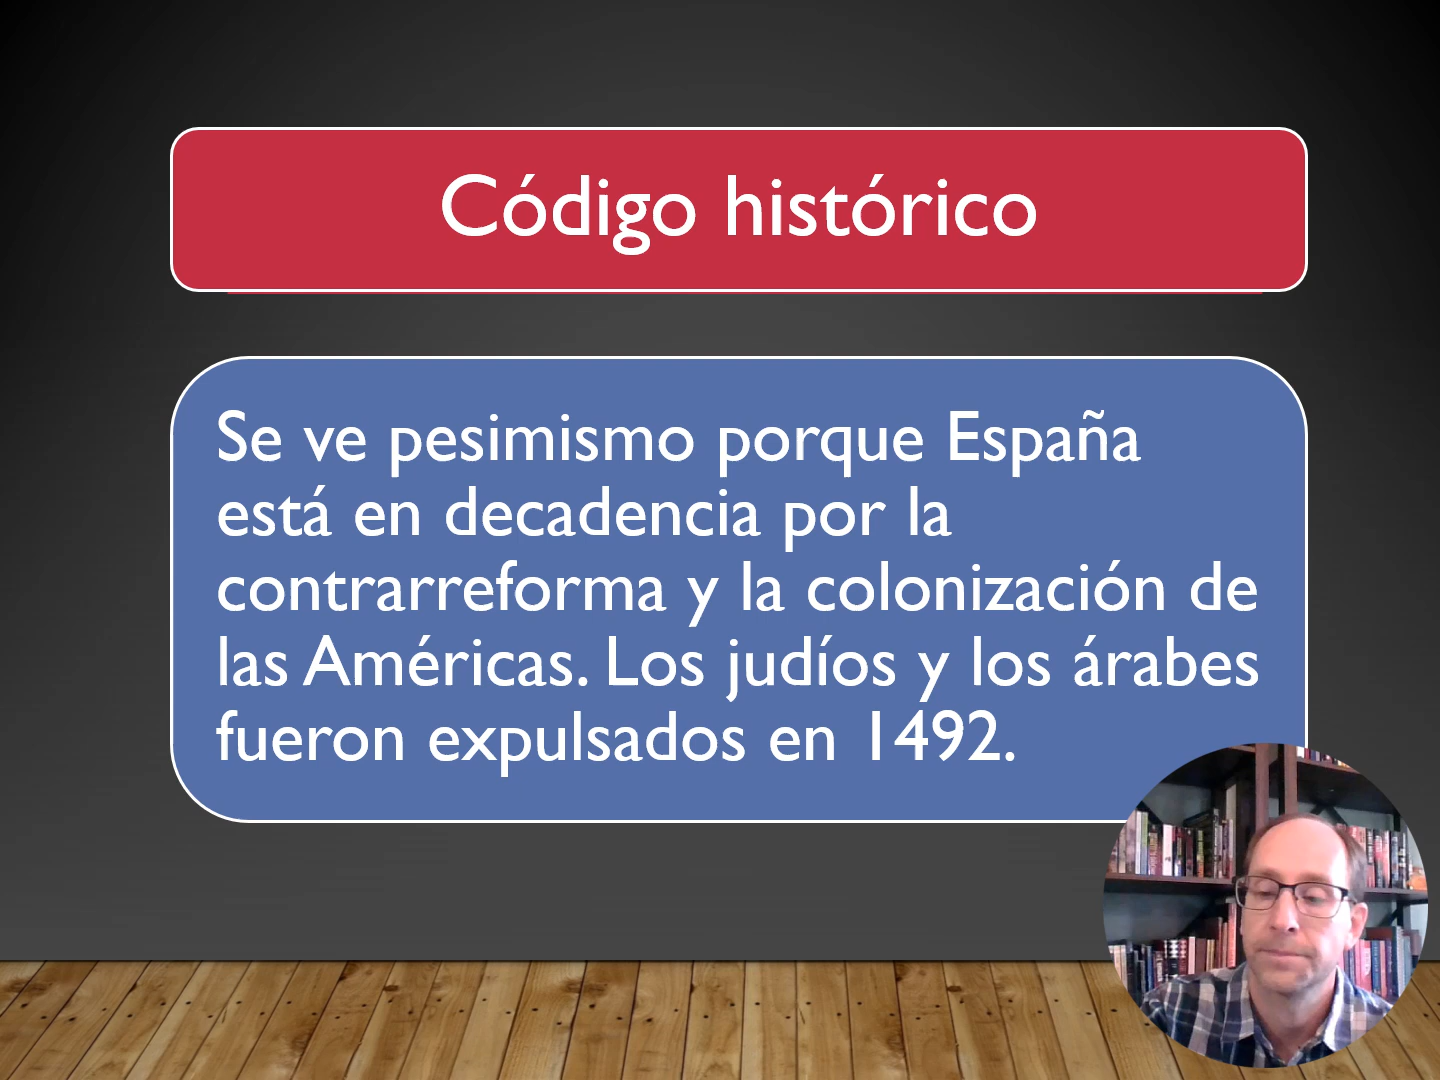 Código histórico
Se ve pesimismo porque España
está en decadencia por la
contrarreforma y la colonización de
las Américas. Los judíos y los árabes
fueron expulsados en 1492.